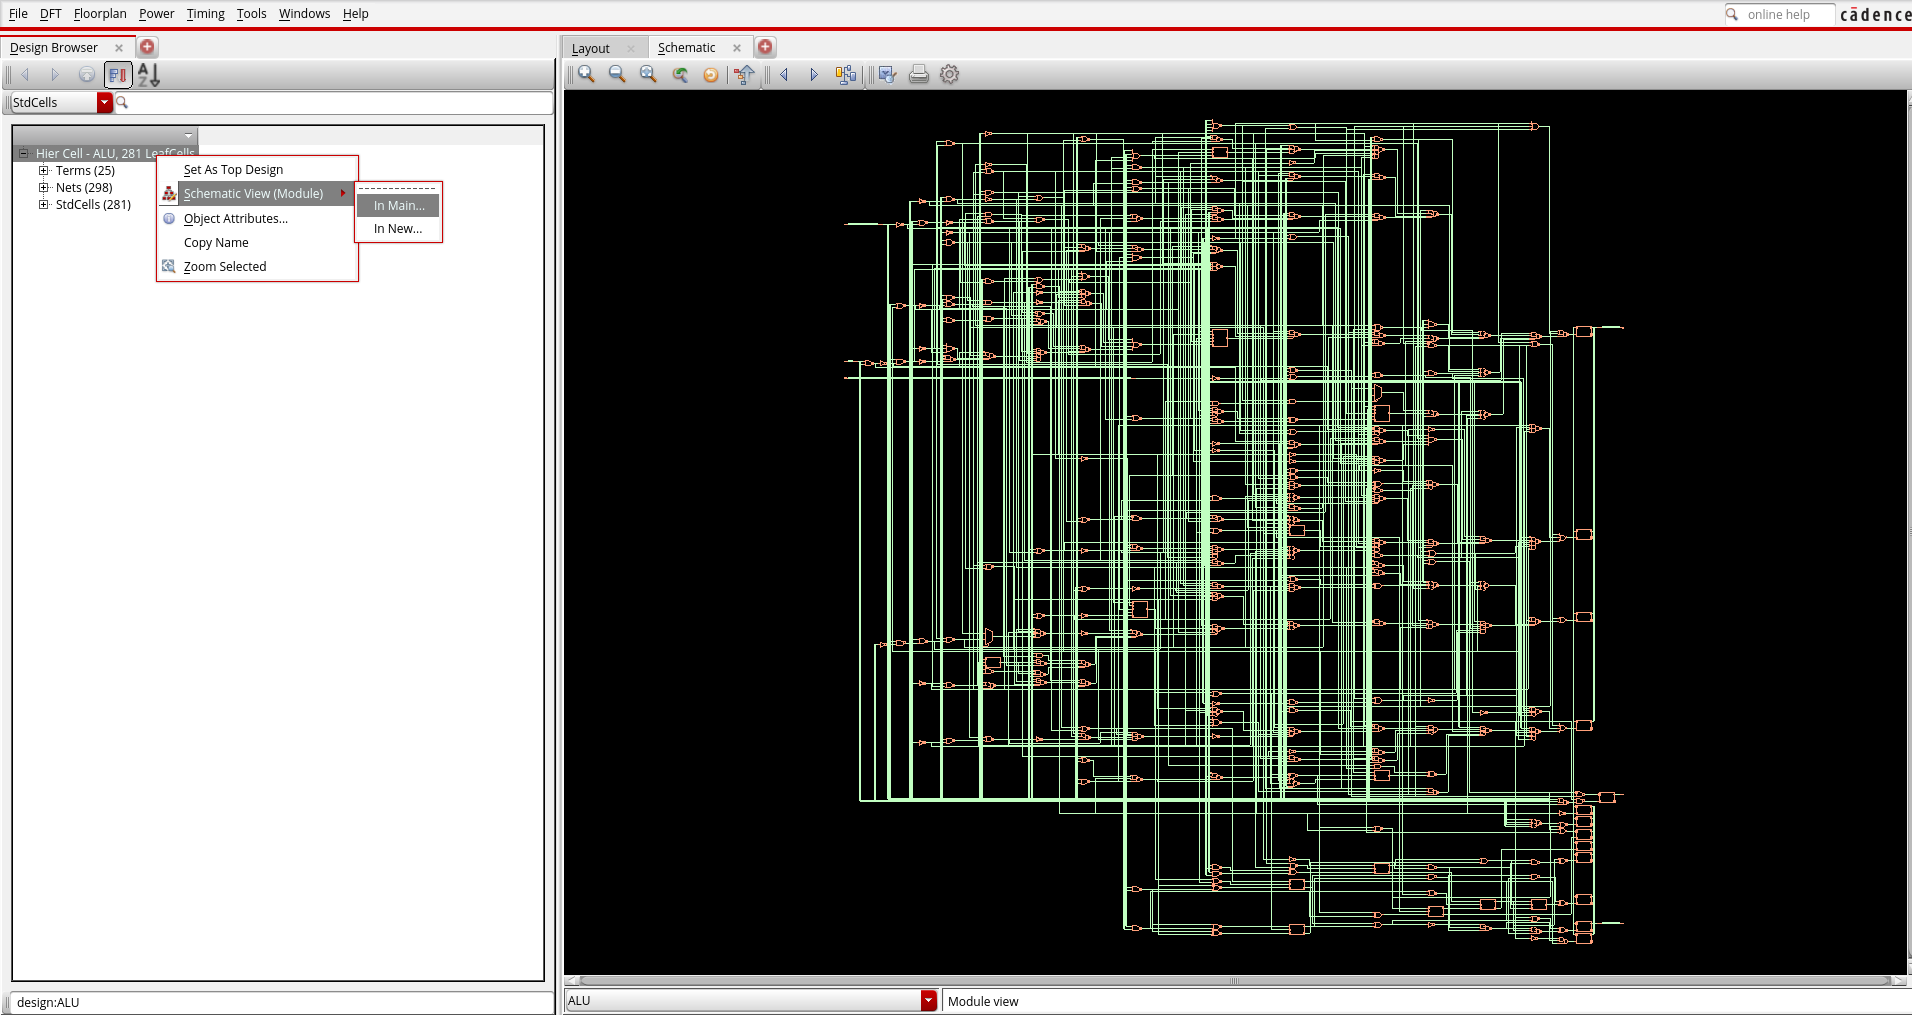 File DFT Floorplan Power Timing Tools Windows Help online help cādence
Design Browser Layout Schematic
StdCells
Hier Cell - ALU, 281 LeafCells
Terms (25)
Nets (298)
StdCells (281)
Set As Top Design
Schematic View (Module)
Object Attributes...
Copy Name
Zoom Selected
In Main...
In New...
design:ALU
ALU
Module view